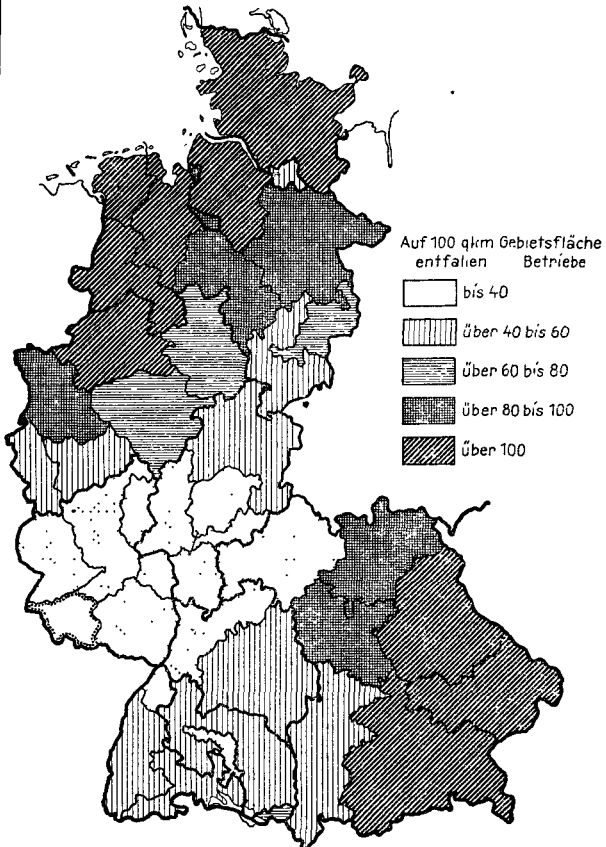 Auf 100 qkm Gebietsfläche
entfallen Betriebe
bis 40
über 40 bis 60
über 60 bis 80
über 80 bis 100
über 100